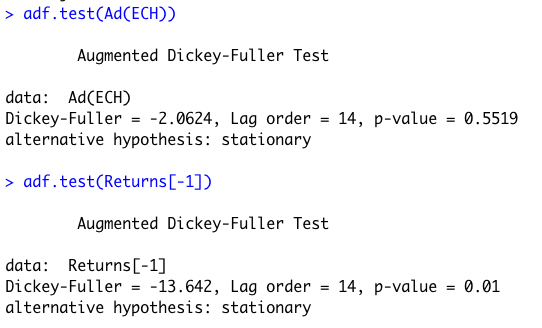 > adf.test(Ad(ECH))
Augmented Dickey-Fuller Test
data:  Ad(ECH)
Dickey-Fuller = -2.0624, Lag order = 14, p-value = 0.5519
alternative hypothesis: stationary
> adf.test(Returns[-1])
Augmented Dickey-Fuller Test
data:  Returns[-1]
Dickey-Fuller = -13.642, Lag order = 14, p-value = 0.01
alternative hypothesis: stationary